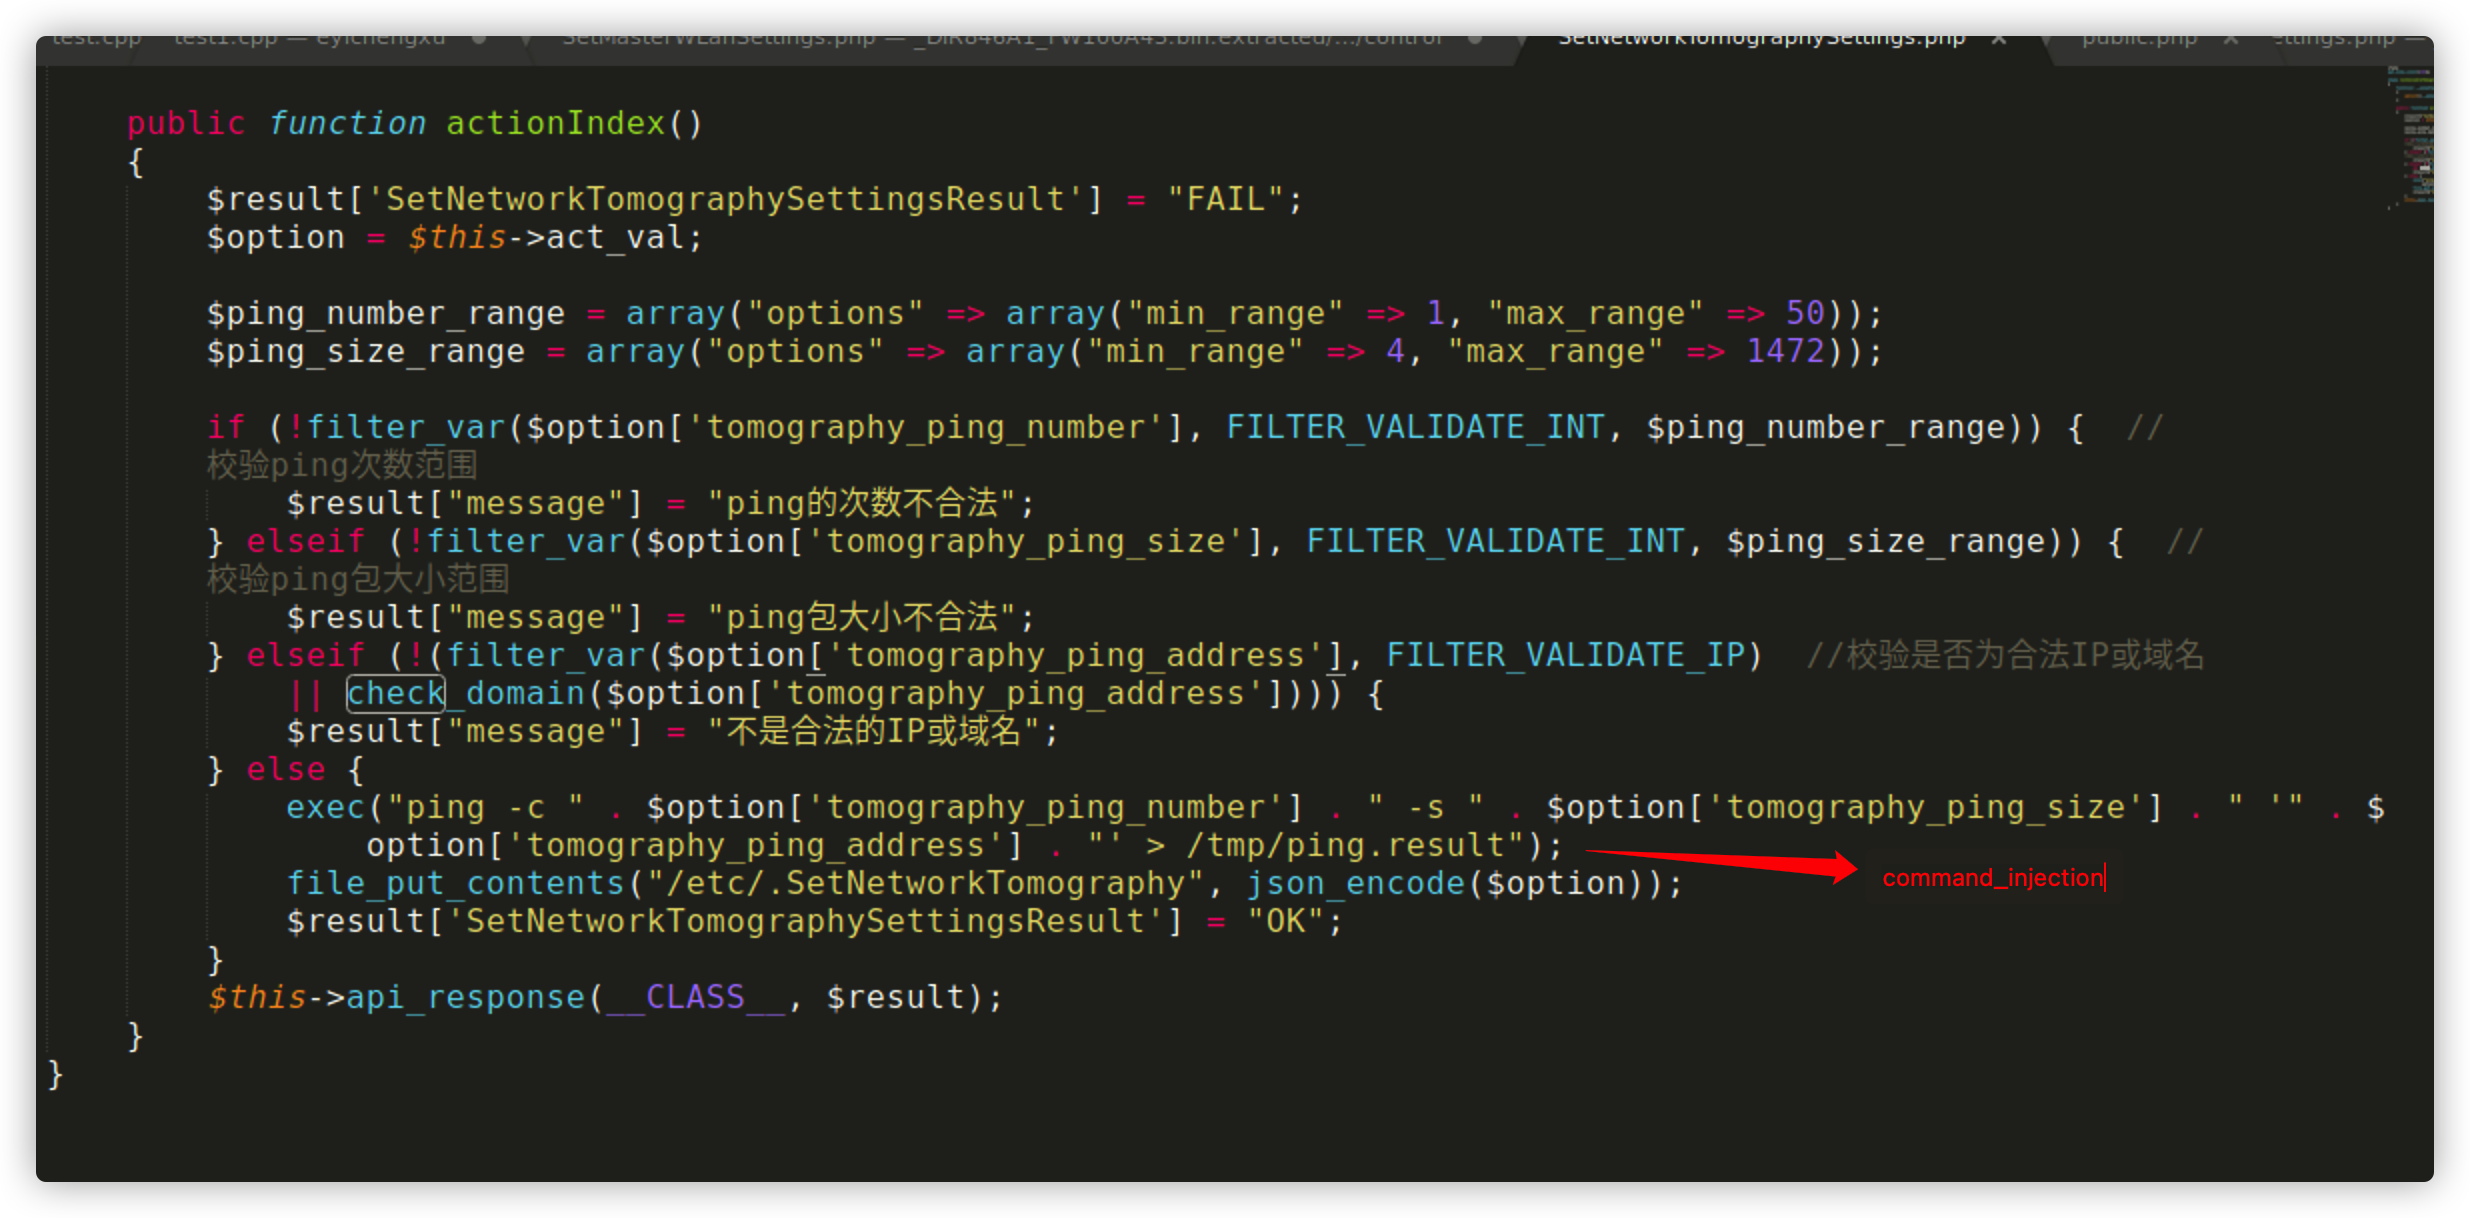 test.cpp test1.cpp — eyichengxu SetMasterWLanSettings.php — _DIR846A1_FW100A43.bin.extracted/.../control SetNetworkTomographySettings.php × public.php × ettings.php —
public function actionIndex()
{
$result['SetNetworkTomographySettingsResult'] = "FAIL";
$option = $this->act_val;
$ping_number_range = array("options" => array("min_range" => 1, "max_range" => 50));
$ping_size_range = array("options" => array("min_range" => 4, "max_range" => 1472));
if (!filter_var($option['tomography_ping_number'], FILTER_VALIDATE_INT, $ping_number_range)) { //
校验ping次数范围
$result["message"] = "ping的次数不合法";
} elseif (!filter_var($option['tomography_ping_size'], FILTER_VALIDATE_INT, $ping_size_range)) { //
校验ping包大小范围
$result["message"] = "ping包大小不合法";
} elseif (!(filter_var($option['tomography_ping_address'], FILTER_VALIDATE_IP) //校验是否为合法IP或域名
|| check_domain($option['tomography_ping_address']))) {
$result["message"] = "不是合法的IP或域名";
} else {
exec("ping -c " . $option['tomography_ping_number'] . " -s " . $option['tomography_ping_size'] . " '" . $
option['tomography_ping_address'] . "' > /tmp/ping.result");
command_injection
file_put_contents("/etc/.SetNetworkTomography", json_encode($option));
$result['SetNetworkTomographySettingsResult'] = "OK";
}
$this->api_response(__CLASS__, $result);
}
}